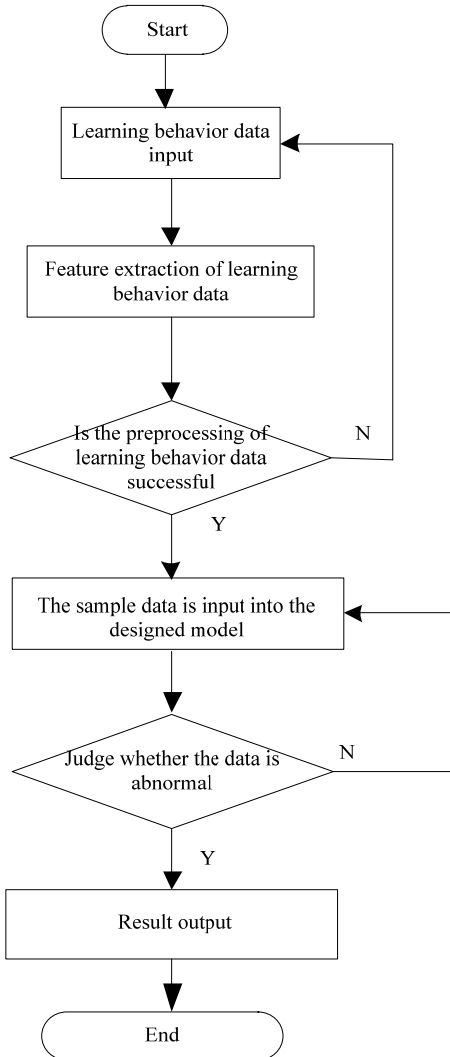 Start
Learning behavior data
input
Feature extraction of learning
behavior data
Is the preprocessing of
learning behavior data
successful
N
Y
The sample data is input into the
designed model
Judge whether the data is
abnormal
N
Y
Result output
End